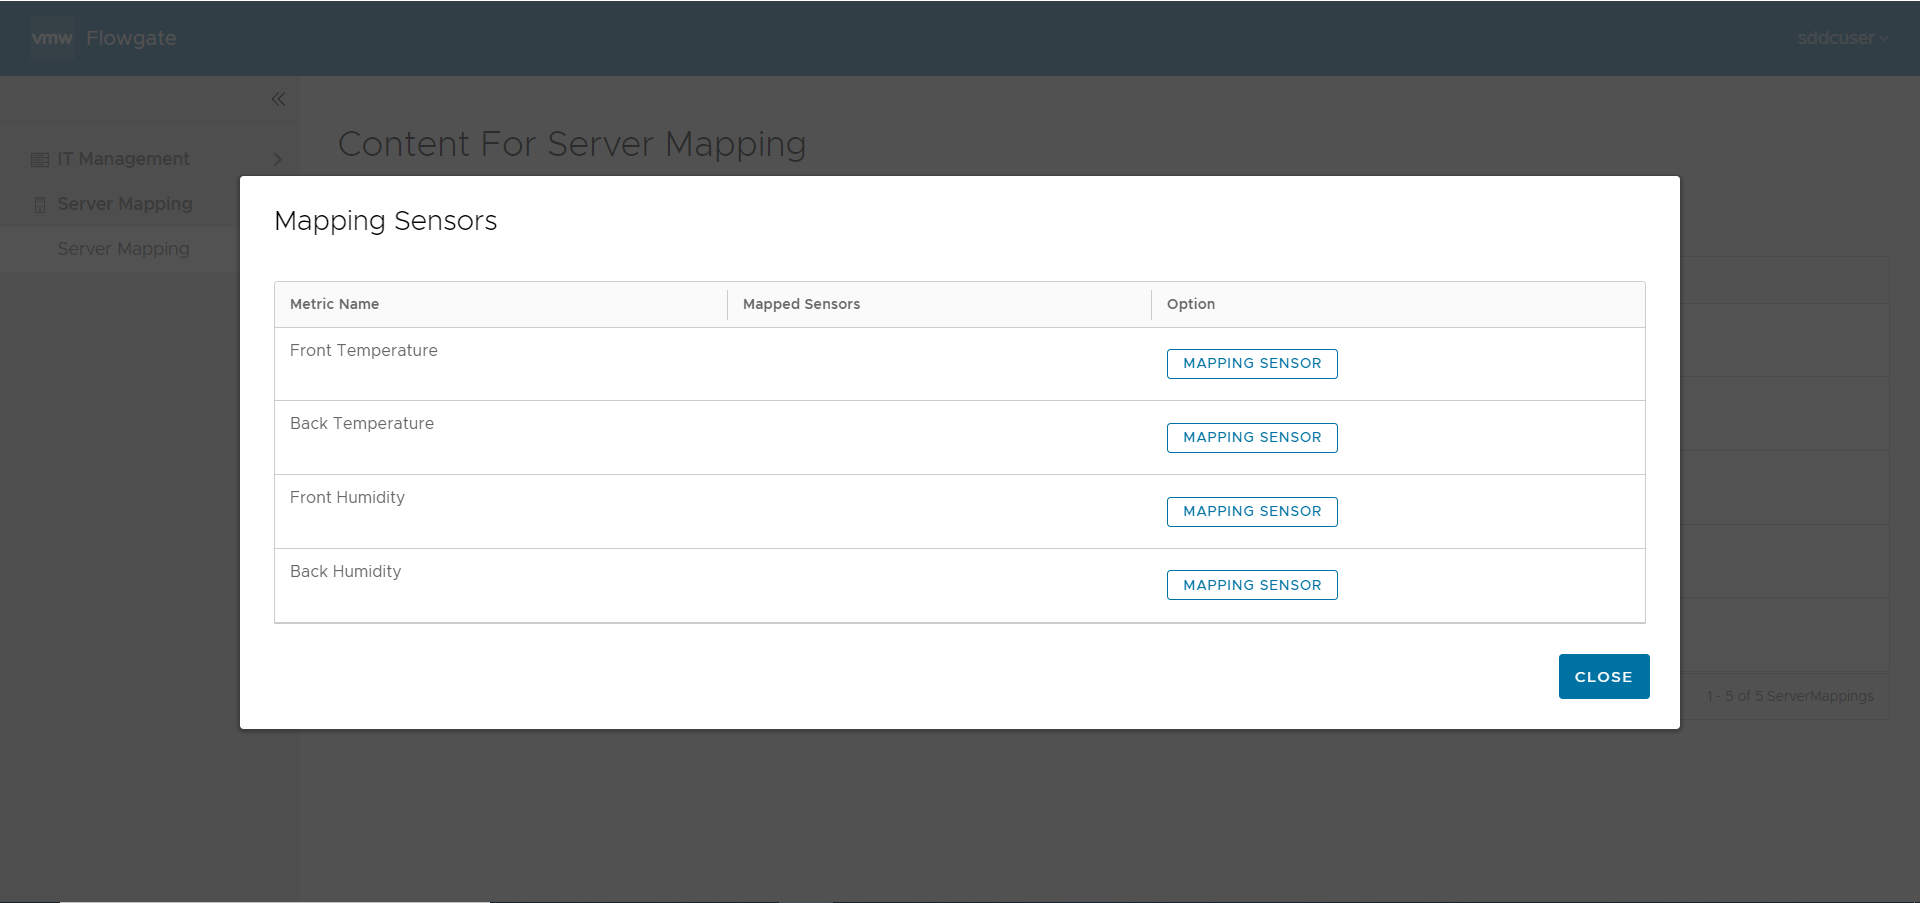 vmw Flowgate
sddcuser
Content For Server Mapping
IT Management
Server Mapping
Server Mapping
Mapping Sensors
Metric Name Mapped Sensors Option
Front Temperature MAPPING SENSOR
Back Temperature MAPPING SENSOR
Front Humidity MAPPING SENSOR
Back Humidity MAPPING SENSOR
CLOSE
1 - 5 of 5 ServerMappings